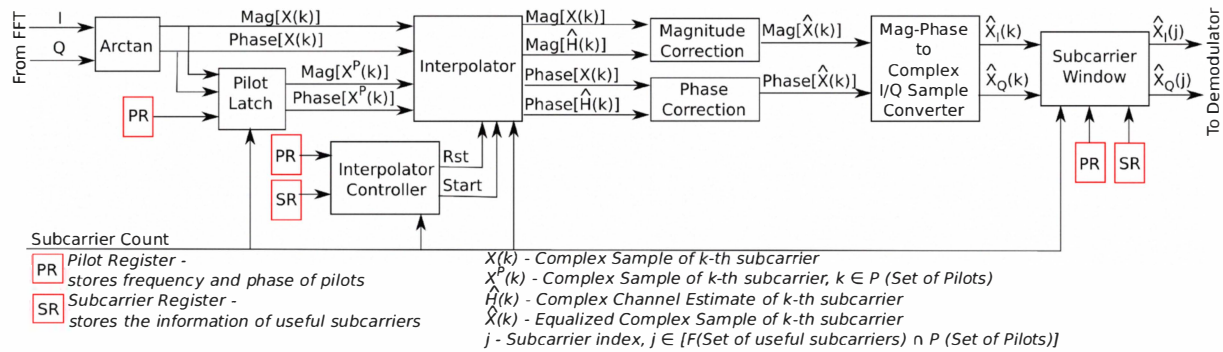 From FFT
I
Q
Arctan
Mag[X(k)]
Phase[X(k)]
Pilot
Latch
PR
Mag[X^P(k)]
Phase[X^P(k)]
Interpolator
PR
SR
Interpolator
Controller
Rst
Start
Mag[X(k)]
Mag[Ĥ(k)]
Phase[X(k)]
Phase[Ĥ(k)]
Magnitude
Correction
Phase
Correction
Mag[X̂(k)]
Phase[X̂(k)]
Mag-Phase
to
Complex
I/Q Sample
Converter
X̂_I(k)
X̂_Q(k)
Subcarrier
Window
PR
SR
X̂_I(j)
X̂_Q(j)
To Demodulator
Subcarrier Count
PR
Pilot Register -
stores frequency and phase of pilots
SR
Subcarrier Register -
stores the information of useful subcarriers
X(k) - Complex Sample of k-th subcarrier
X^P(k) - Complex Sample of k-th subcarrier, k ∈ P (Set of Pilots)
Ĥ(k) - Complex Channel Estimate of k-th subcarrier
X̂(k) - Equalized Complex Sample of k-th subcarrier
j - Subcarrier index, j ∈ [F(Set of useful subcarriers) ∩ P (Set of Pilots)]